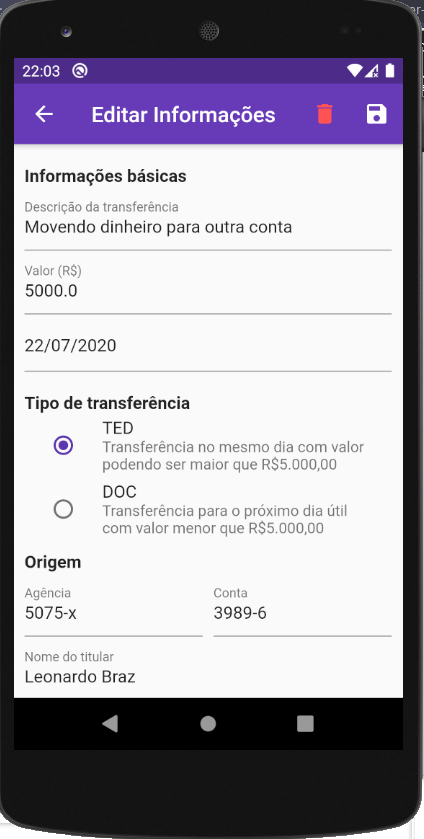 22:03
Editar Informações
Informações básicas
Descrição da transferência
Movendo dinheiro para outra conta
Valor (R$)
5000.0
22/07/2020
Tipo de transferência
TED
Transferência no mesmo dia com valor
podendo ser maior que R$5.000,00
DOC
Transferência para o próximo dia útil
com valor menor que R$5.000,00
Origem
Agência Conta
5075-x 3989-6
Nome do titular
Leonardo Braz